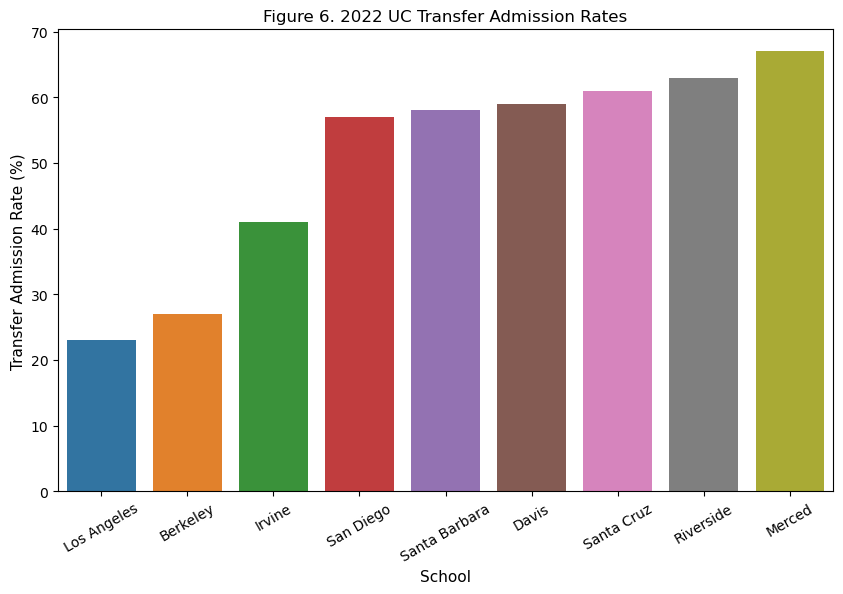 Figure 6. 2022 UC Transfer Admission Rates
Transfer Admission Rate (%)
70
60
50
40
30
20
10
0
Los Angeles
Berkeley
Irvine
San Diego
Santa Barbara
Davis
Santa Cruz
Riverside
Merced
School